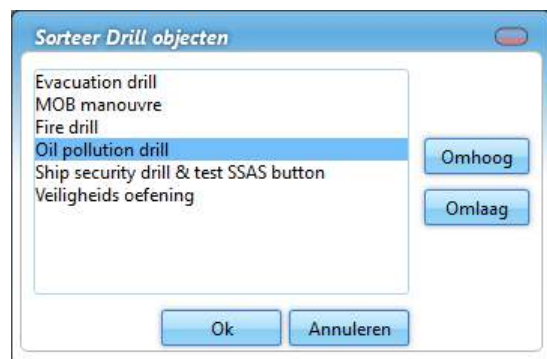 Sorteer Drill objecten
Evacuation drill
MOB manouvre
Fire drill
Oil pollution drill
Ship security drill & test SSAS button
Veiligheids oefening
Omhoog
Omlaag
Ok
Annuleren